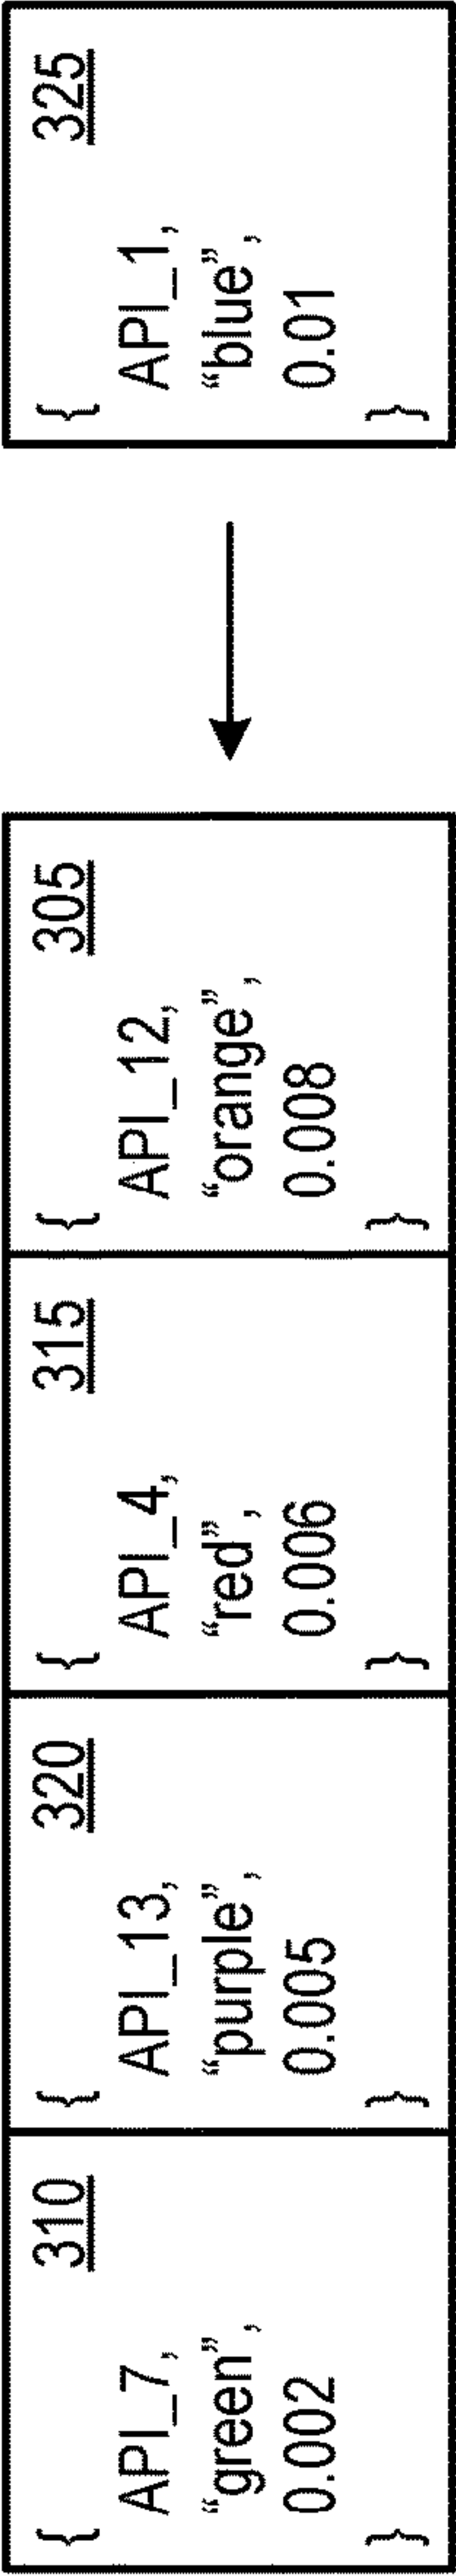 310
{
API_7,
“green”,
0.002
}
320
{
API_13,
“purple”,
0.005
}
315
{
API_4,
“red”,
0.006
}
305
{
API_12,
“orange”,
0.008
}
325
{
API_1,
“blue”,
0.01
}